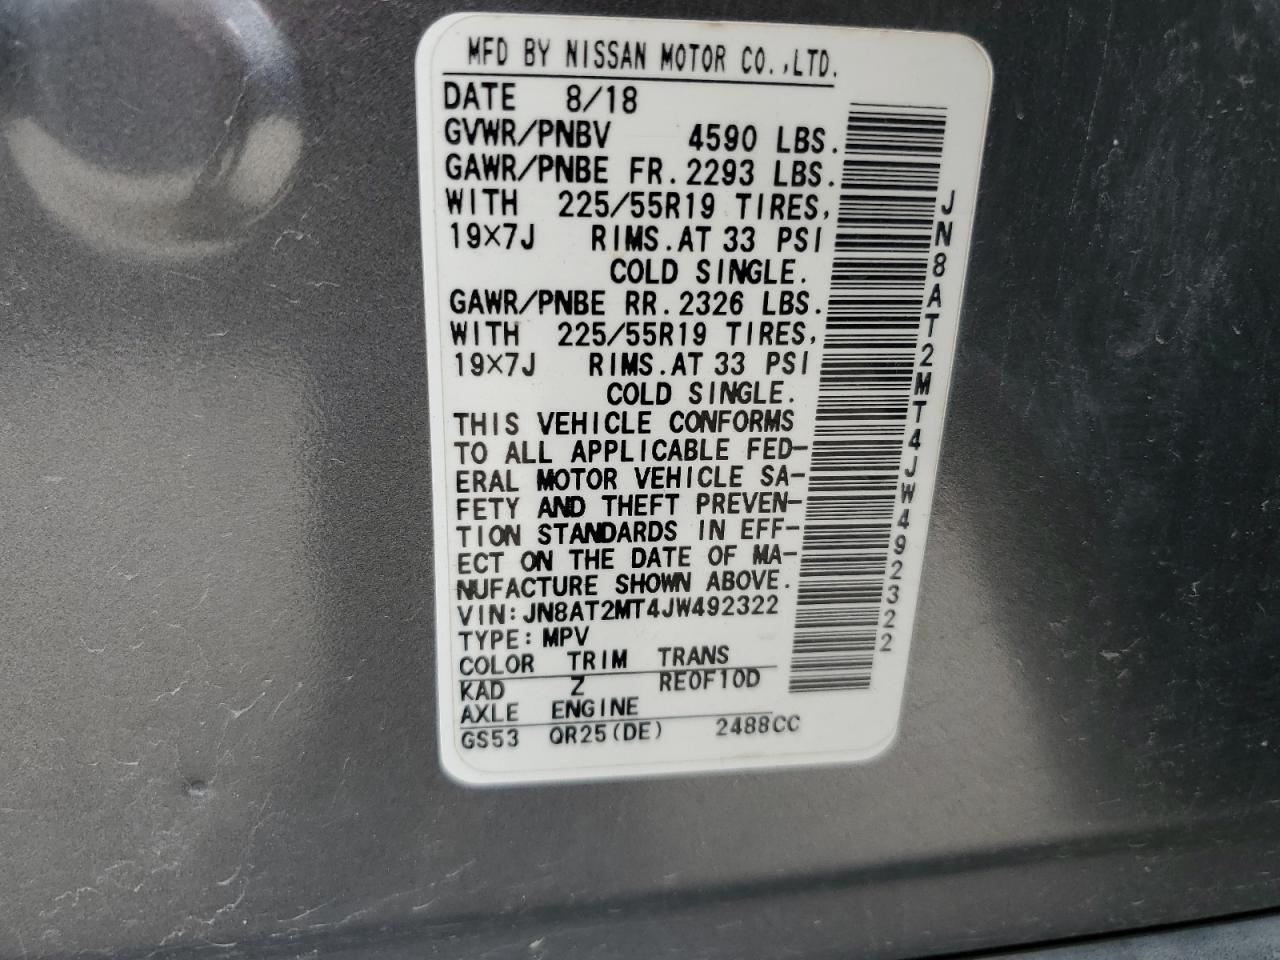 MFD BY NISSAN MOTOR CO.,LTD.
DATE 8/18
GVWR/PNBV 4590 LBS.
GAWR/PNBE FR.2293 LBS.
WITH 225/55R19 TIRES,
19×7J RIMS.AT 33 PSI
COLD SINGLE.
GAWR/PNBE RR.2326 LBS.
WITH 225/55R19 TIRES,
19×7J RIMS.AT 33 PSI
COLD SINGLE.
THIS VEHICLE CONFORMS
TO ALL APPLICABLE FED-
ERAL MOTOR VEHICLE SA-
FETY AND THEFT PREVEN-
TION STANDARDS IN EFF-
ECT ON THE DATE OF MA-
NUFACTURE SHOWN ABOVE.
VIN:JN8AT2MT4JW492322
TYPE:MPV
COLOR TRIM TRANS
KAD Z RE0F10D
AXLE ENGINE
GS53 QR25(DE) 2488CC
JN8AT2MT4JW492322